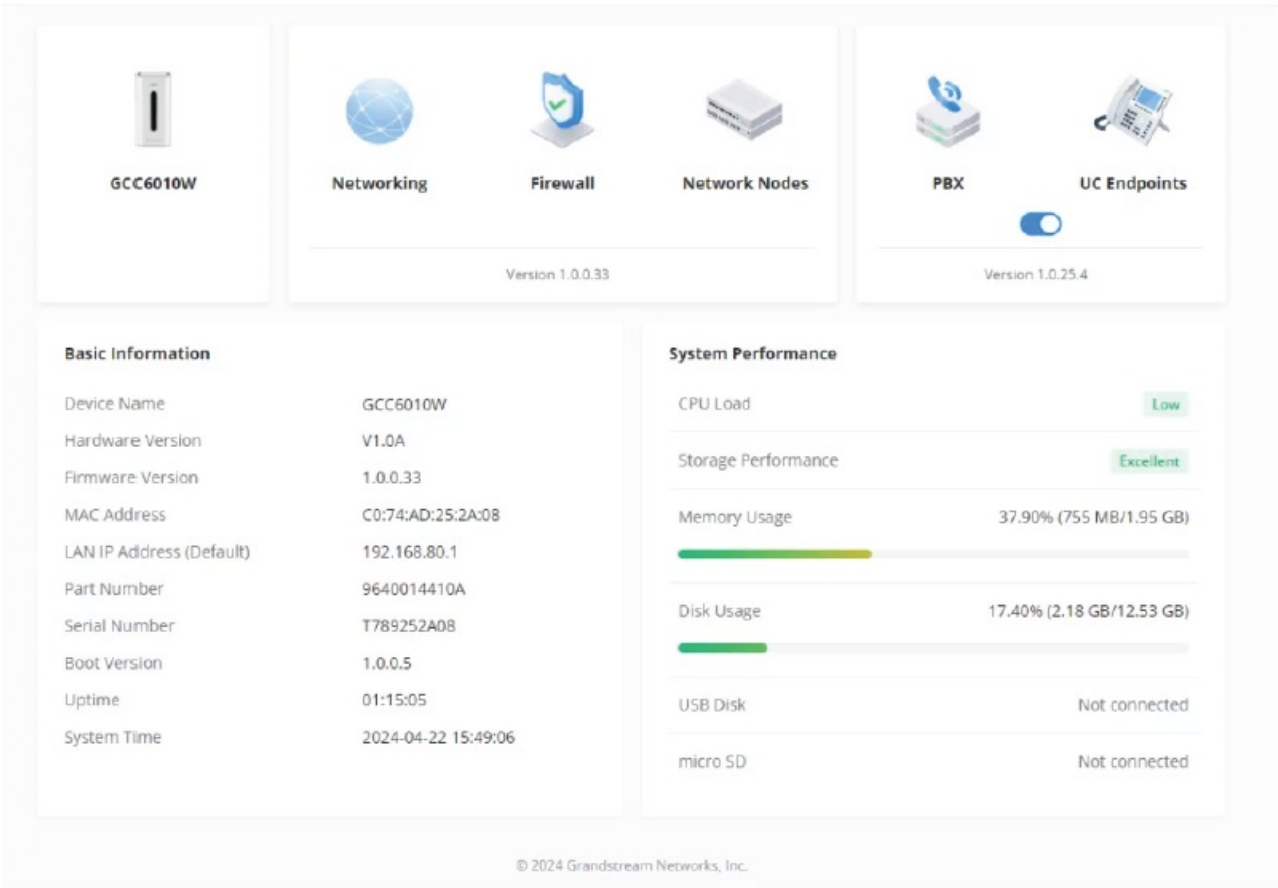 GCC6010W
Networking
Firewall
Network Nodes
Version 1.0.0.33
PBX
UC Endpoints
Version 1.0.25.4
Basic Information
Device Name GCC6010W
Hardware Version V1.0A
Firmware Version 1.0.0.33
MAC Address C0:74:AD:25:2A:08
LAN IP Address (Default) 192.168.80.1
Part Number 9640014410A
Serial Number T789252A08
Boot Version 1.0.0.5
Uptime 01:15:05
System Time 2024-04-22 15:49:06
System Performance
CPU Load Low
Storage Performance Excellent
Memory Usage 37.90% (755 MB/1.95 GB)
Disk Usage 17.40% (2.18 GB/12.53 GB)
USB Disk Not connected
micro SD Not connected
© 2024 Grandstream Networks, Inc.